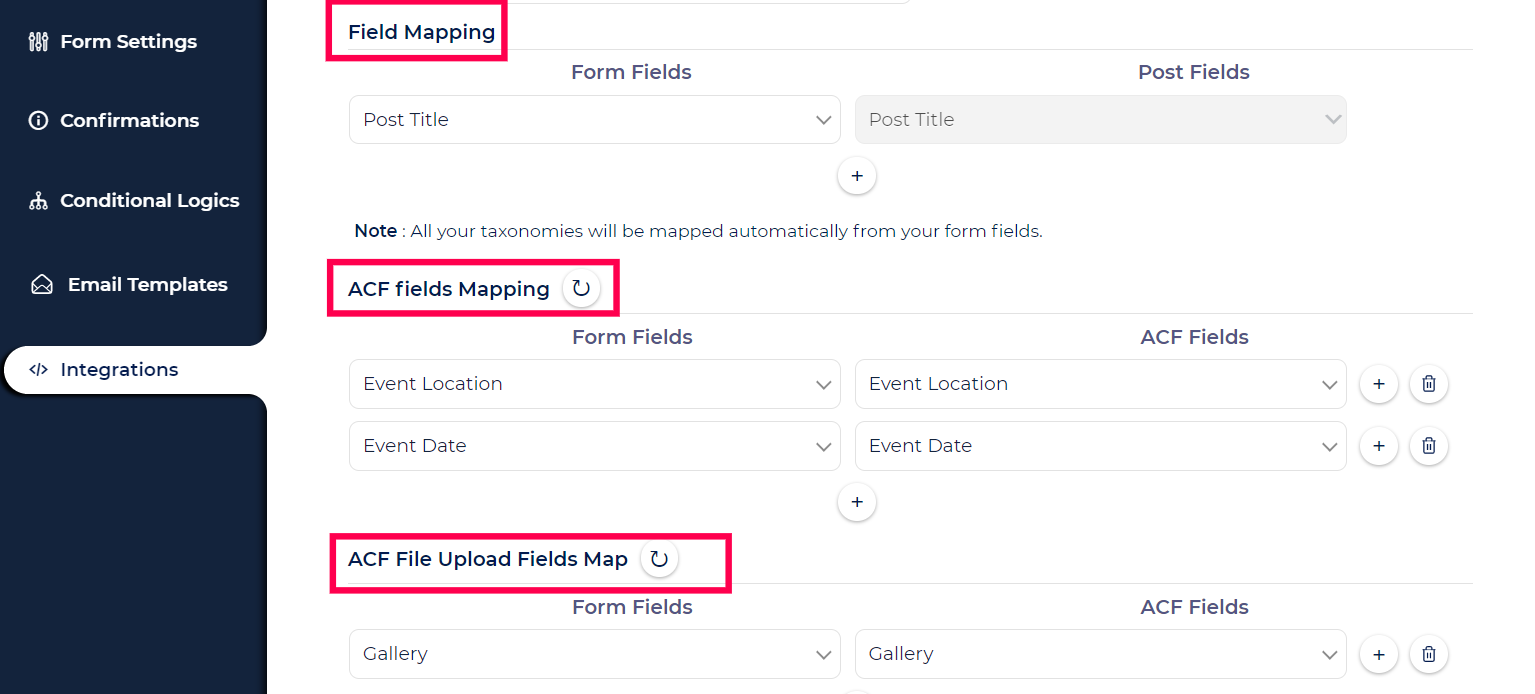 Form Settings
Confirmations
Conditional Logics
Email Templates
Integrations
Field Mapping
Form Fields Post Fields
Post Title Post Title
+
Note : All your taxonomies will be mapped automatically from your form fields.
ACF fields Mapping
Form Fields ACF Fields
Event Location Event Location +
Event Date Event Date +
+
ACF File Upload Fields Map
Form Fields ACF Fields
Gallery Gallery +